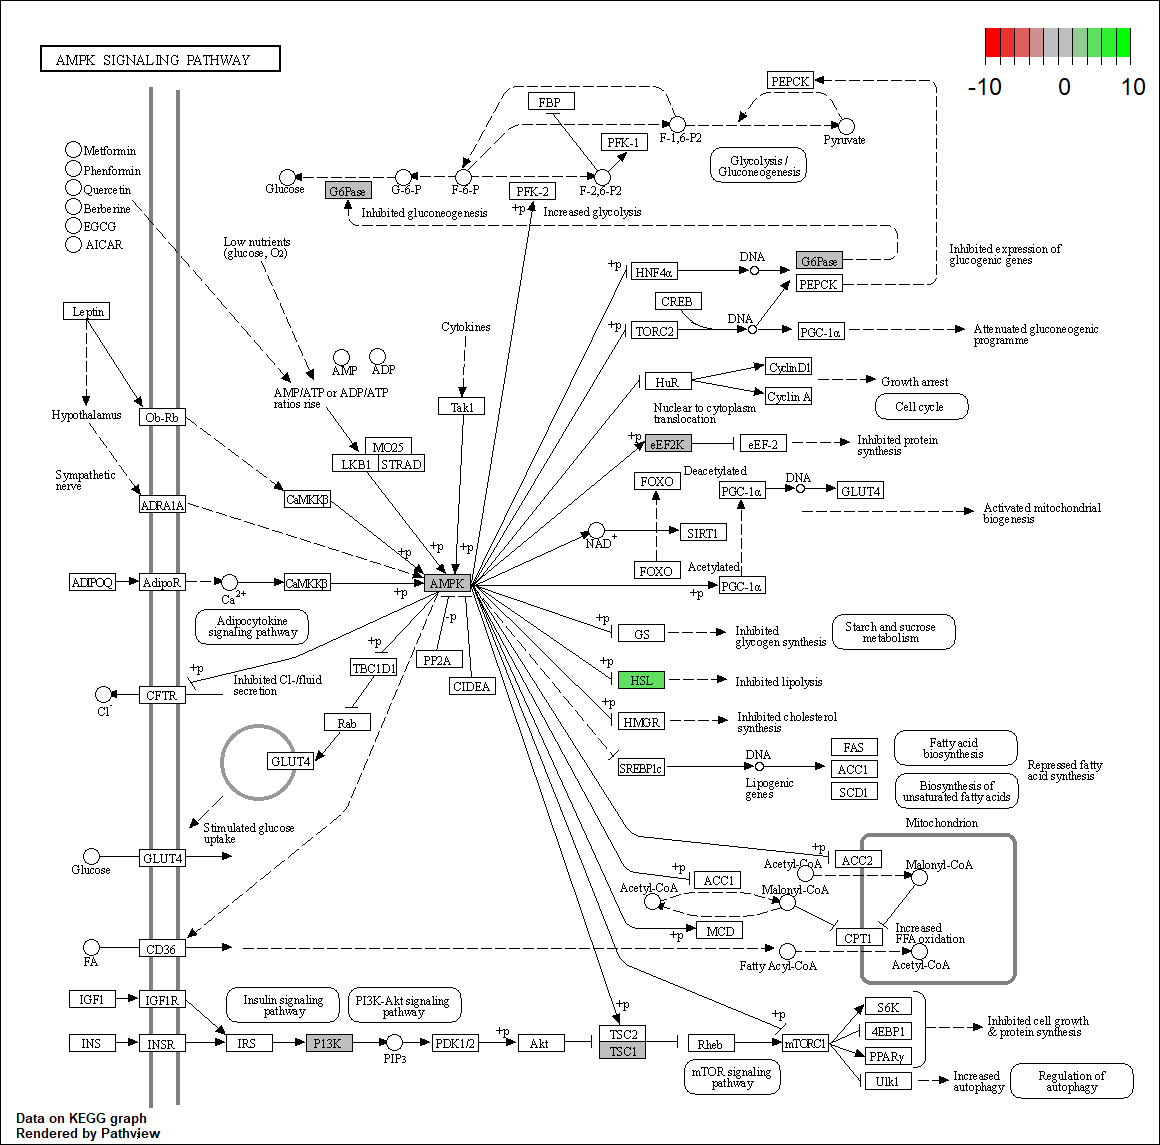 AMPK SIGNALING PATHWAY
-10
0
10
Metformin
Phenformin
Quercetin
Berberine
EGCG
AICAR
FBP
PEPCK
PFK-1
F-1,6-P2
Pyruvate
Glycolysis /
Gluconeogenesis
Glucose
G6Pase
G-6-P
F-6-P
PFK-2
F-2,6-P2
+p
Inhibited gluconeogenesis
Increased glycolysis
Low nutrients
(glucose, O2)
+p
HNF4α
DNA
G6Pase
PEPCK
Inhibited expression of
glucogenic genes
CREB
+p
TORC2
DNA
PGC-1α
Attenuated gluconeogenic
programme
Leptin
Cytokines
AMP
ADP
AMP/ATP or ADP/ATP
ratios rise
HuR
CyclinD1
Cyclin A
Growth arrest
Cell cycle
Nuclear to cytoplasm
translocation
Hypothalamus
Ob-Rb
Tak1
MO25
LKB1
STRAD
+p
eEF2K
eEF-2
Inhibited protein
synthesis
Sympathetic
nerve
ADRA1A
CaMKKβ
Deacetylated
FOXO
PGC-1α
DNA
GLUT4
Activated mitochondrial
biogenesis
NAD+
SIRT1
FOXO
Acetylated
PGC-1α
+p
+p
+p
+p
+p
ADIPOQ
AdipoR
Ca2+
CaMKKβ
AMPK
Adipocytokine
signaling pathway
+p
TBC1D1
-p
PP2A
CIDEA
+p
GS
Inhibited
glycogen synthesis
Starch and sucrose
metabolism
+p
HSL
Inhibited lipolysis
+p
HMGR
Inhibited cholesterol
synthesis
+p
Cl-
CFTR
Inhibited Cl-/fluid
secretion
Rab
GLUT4
SREBP1c
DNA
Lipogenic
genes
FAS
ACC1
SCD1
Fatty acid
biosynthesis
Biosynthesis of
unsaturated fatty acids
Repressed fatty
acid synthesis
Stimulated glucose
uptake
Glucose
GLUT4
Mitochondrion
+p
ACC2
Acetyl-CoA
Malonyl-CoA
+p
ACC1
Acetyl-CoA
Malonyl-CoA
+p
MCD
CPT1
Increased
FFA oxidation
FA
CD36
Fatty Acyl-CoA
Acetyl-CoA
IGF1
IGF1R
Insulin signaling
pathway
PI3K-Akt signaling
pathway
INS
INSR
IRS
P13K
PIP3
PDK1/2
+p
Akt
+p
TSC2
TSC1
Rheb
+p
mTORC1
S6K
4EBP1
PPARγ
Ulk1
Inhibited cell growth
& protein synthesis
mTOR signaling
pathway
Increased
autophagy
Regulation of
autophagy
Data on KEGG graph
Rendered by Pathview